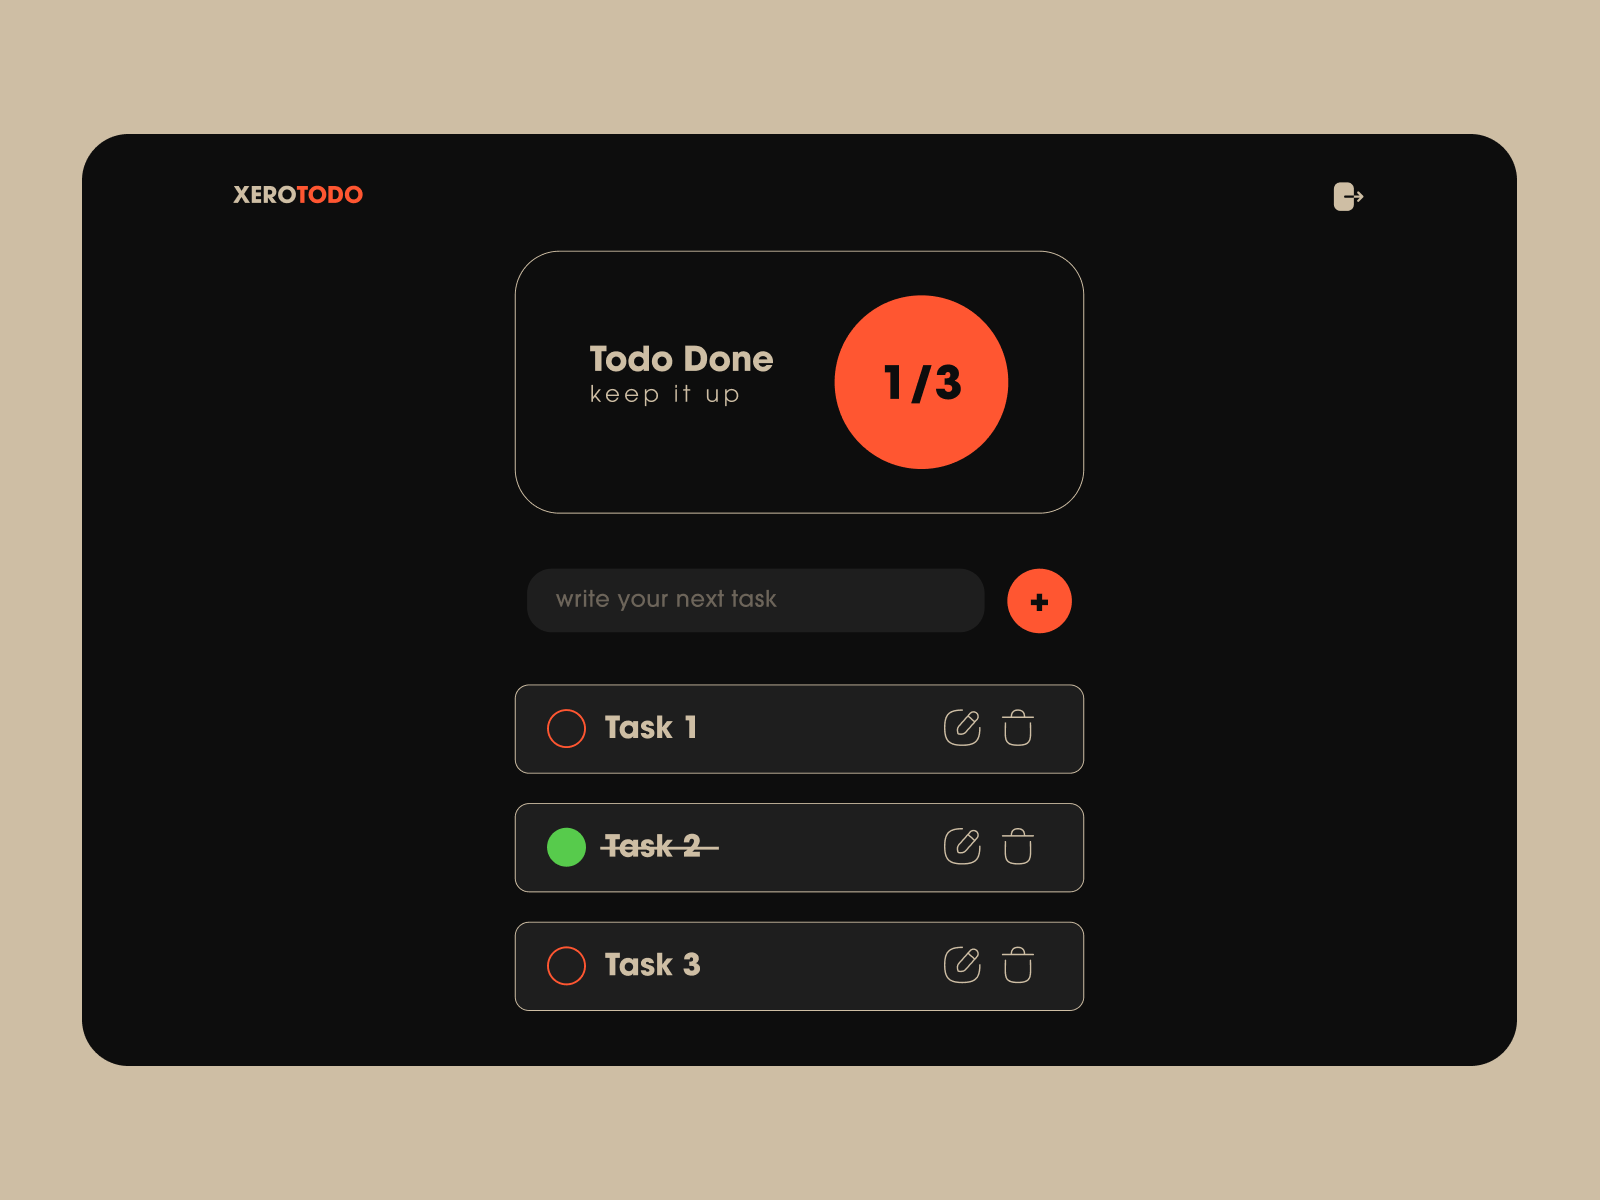 XEROTODO
Todo Done
keep it up
1/3
write your next task
+
Task 1
Task 2
Task 3